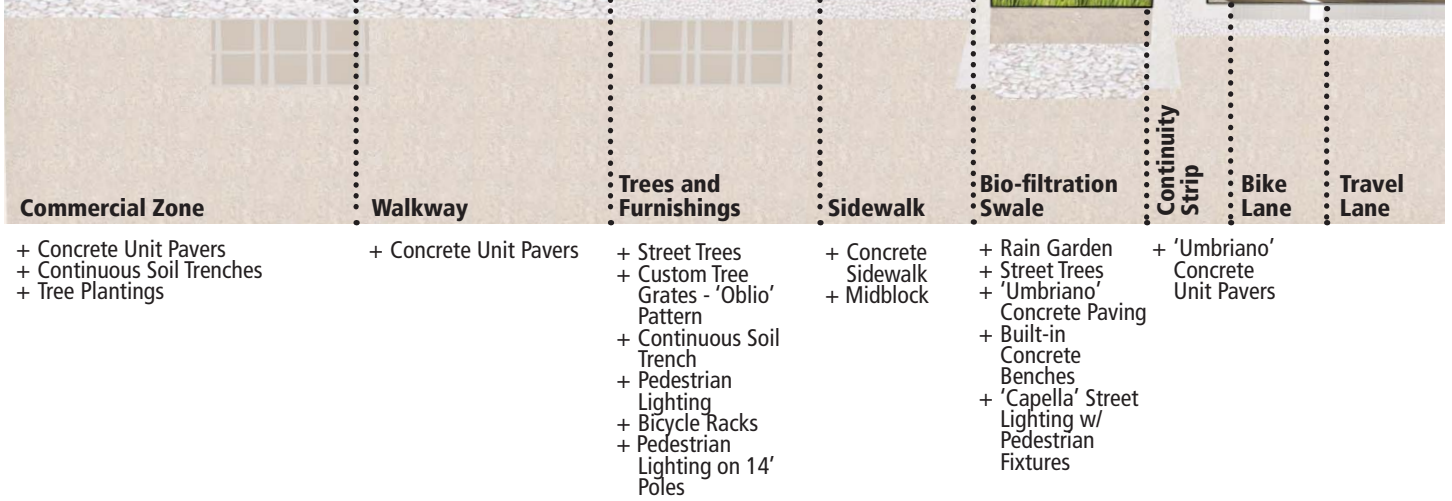 Commercial Zone
+ Concrete Unit Pavers
+ Continuous Soil Trenches
+ Tree Plantings
Walkway
+ Concrete Unit Pavers
Trees and
Furnishings
+ Street Trees
+ Custom Tree
Grates - 'Oblio'
Pattern
+ Continuous Soil
Trench
+ Pedestrian
Lighting
+ Bicycle Racks
+ Pedestrian
Lighting on 14'
Poles
Sidewalk
+ Concrete
Sidewalk
+ Midblock
Bio-filtration
Swale
+ Rain Garden
+ Street Trees
+ 'Umbriano'
Concrete Paving
+ Built-in
Concrete
Benches
+ 'Capella' Street
Lighting w/
Pedestrian
Fixtures
Continuity
Strip
+ 'Umbriano'
Concrete
Unit Pavers
Bike
Lane
Travel
Lane